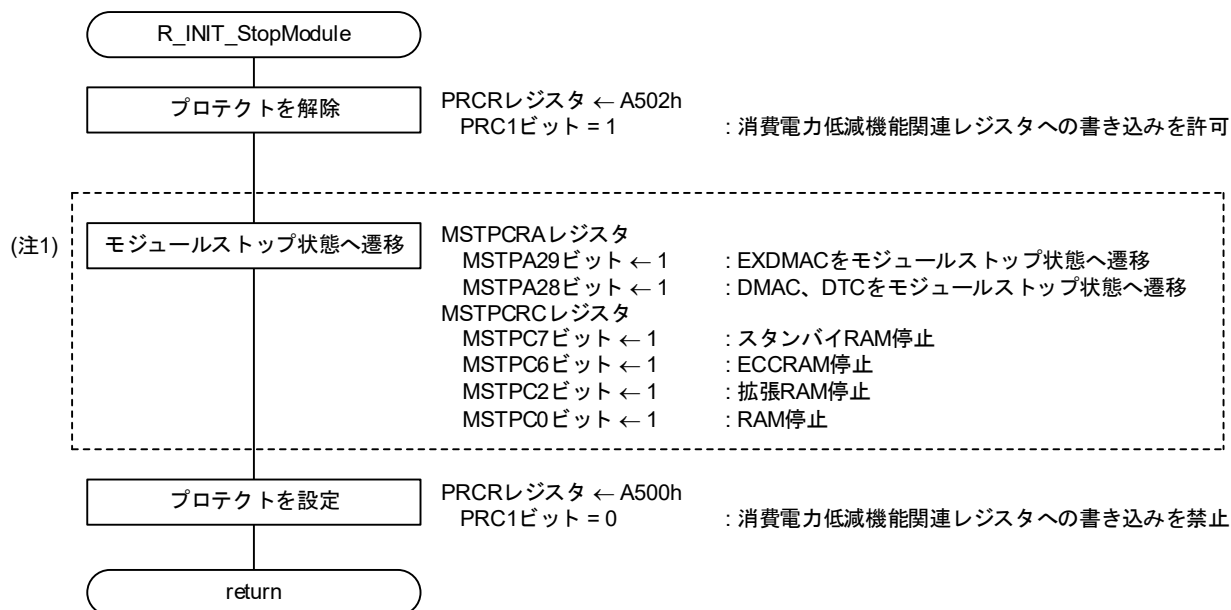 R_INIT_StopModule
プロテクトを解除
PRCRレジスタ ← A502h
PRC1ビット = 1 : 消費電力低減機能関連レジスタへの書き込みを許可
(注1)
モジュールストップ状態へ遷移
MSTPCRAレジスタ
MSTPA29ビット ← 1 : EXDMACをモジュールストップ状態へ遷移
MSTPA28ビット ← 1 : DMAC、DTCをモジュールストップ状態へ遷移
MSTPCRCレジスタ
MSTPC7ビット ← 1 : スタンバイRAM停止
MSTPC6ビット ← 1 : ECCRAM停止
MSTPC2ビット ← 1 : 拡張RAM停止
MSTPC0ビット ← 1 : RAM停止
プロテクトを設定
PRCRレジスタ ← A500h
PRC1ビット = 0 : 消費電力低減機能関連レジスタへの書き込みを禁止
return